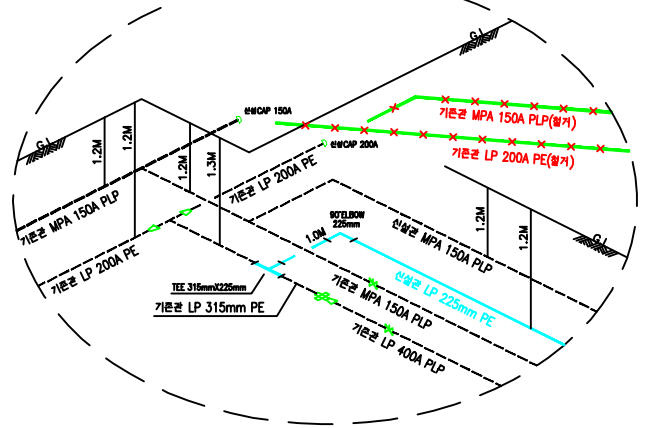 G.L
신설CAP 150A
기존관 MPA 150A PLP(철거)
G.L
1.2M
1.2M
1.2M
1.3M
신설CAP 200A
기존관 LP 200A PE(철거)
기존관 LP 200A PE
기존관 MPA 150A PLP
90°ELBOW
225mm
1.0M
신설관 MPA 150A PLP
1.2M
1.2M
G.L
기존관 LP 200A PE
TEE 315mmX225mm
기존관 LP 315mm PE
기존관 MPA 150A PLP
신설관 LP 225mm PE
기존관 LP 400A PLP